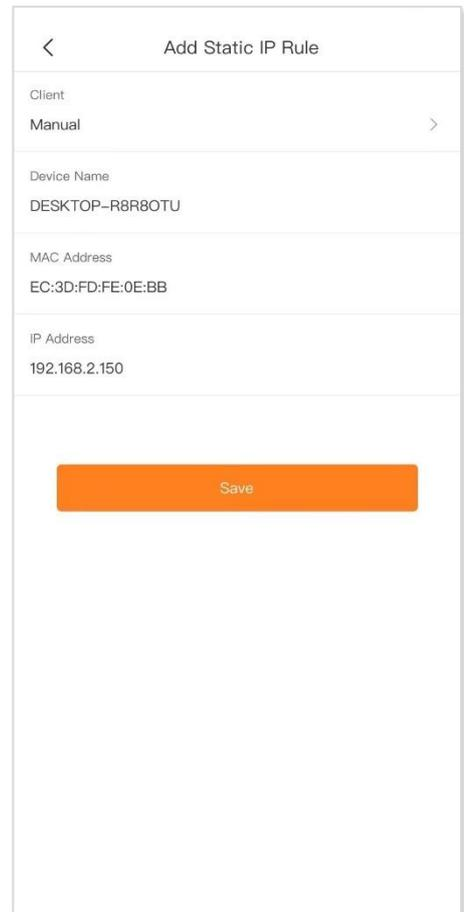 Add Static IP Rule
Client
Manual
Device Name
DESKTOP-R8R8OTU
MAC Address
EC:3D:FD:FE:0E:BB
IP Address
192.168.2.150
Save